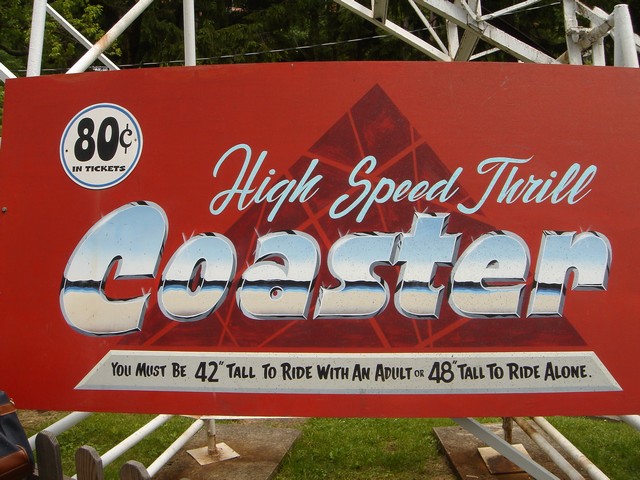 80¢
IN TICKETS
High Speed Thrill
Coaster
YOU MUST BE 42" TALL TO RIDE WITH AN ADULT OR 48" TALL TO RIDE ALONE.